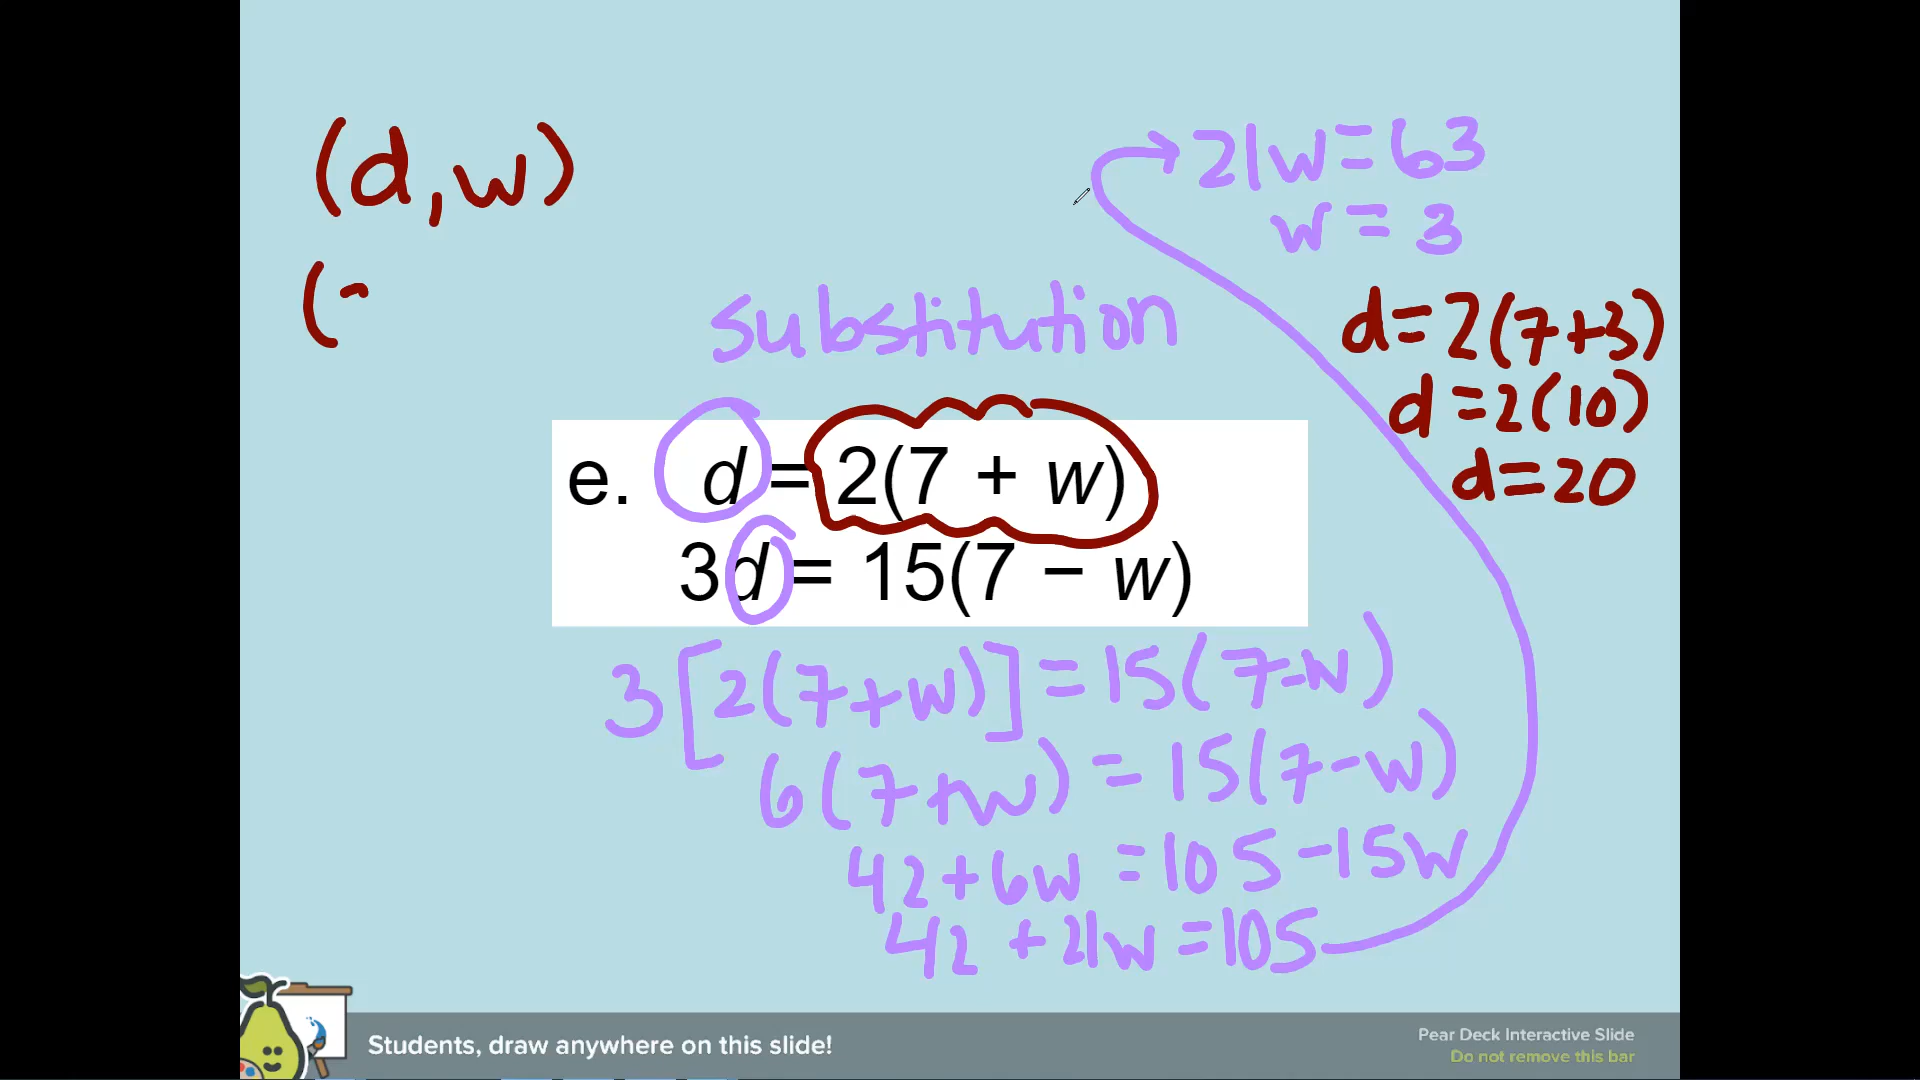 (d,w)
(
substitution
e. d = 2(7 + w)
3d = 15(7 − w)
3[2(7+w)]=15(7-w)
6(7+w)=15(7-w)
42+6w=105-15w
42+21w=105
21w=63
w=3
d=2(7+3)
d=2(10)
d=20
Students, draw anywhere on this slide!
Pear Deck Interactive Slide
Do not remove this bar